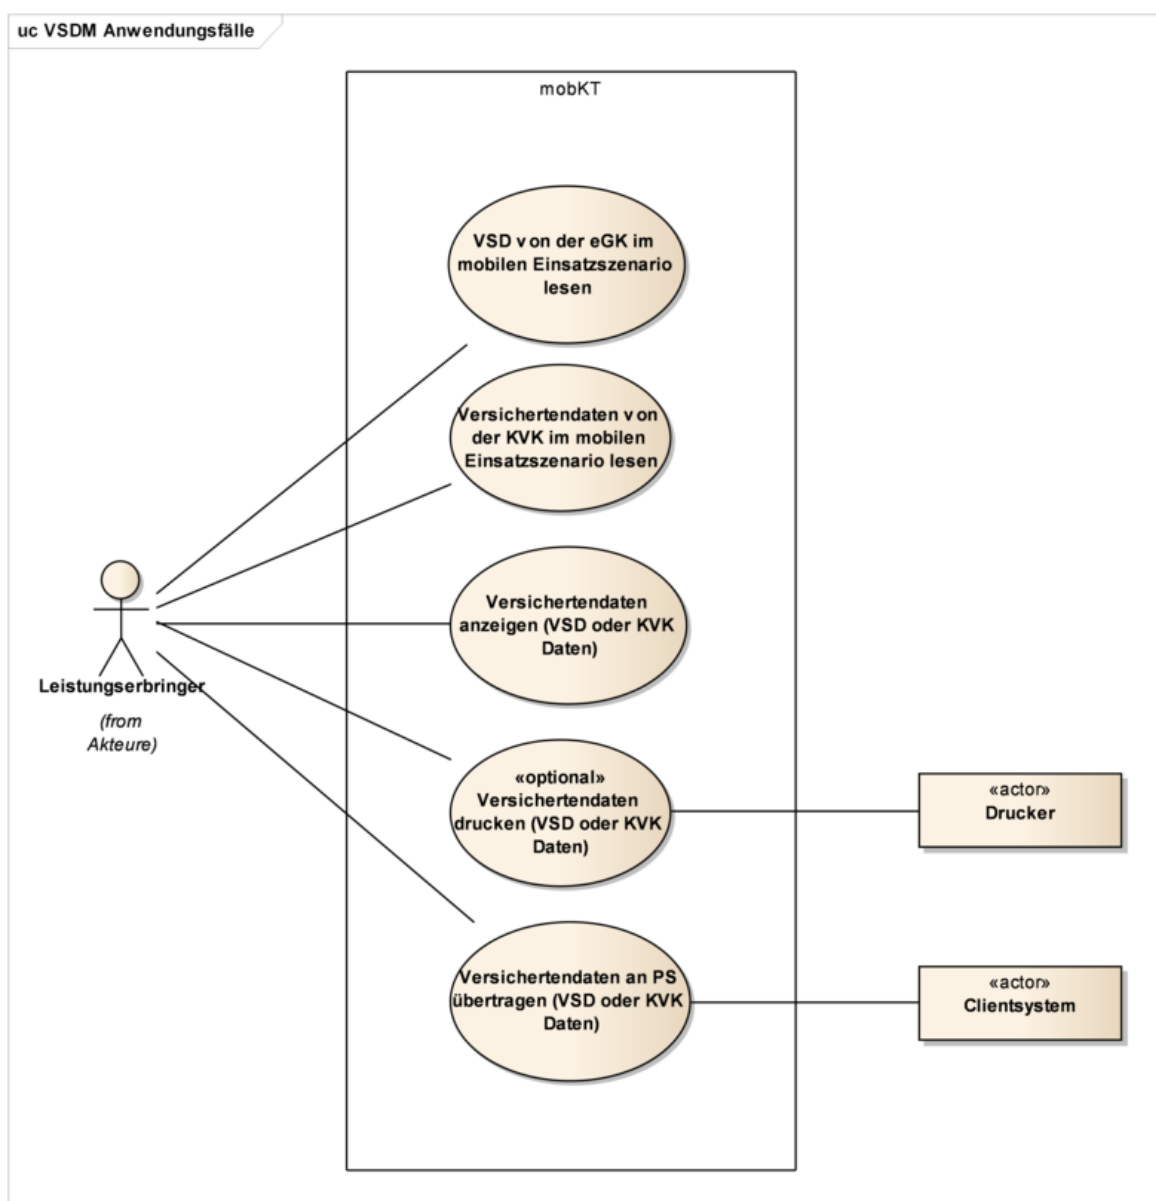 uc VSDM Anwendungsfälle
mobKT
VSD von der eGK im
mobilen Einsatzszenario
lesen
Versichertendaten von
der KVK im mobilen
Einsatzszenario lesen
Versichertendaten
anzeigen (VSD oder KVK
Daten)
Leistungserbringer
(from
Akteure)
«optional»
Versichertendaten
drucken (VSD oder KVK
Daten)
«actor»
Drucker
Versichertendaten an PS
übertragen (VSD oder KVK
Daten)
«actor»
Clientsystem